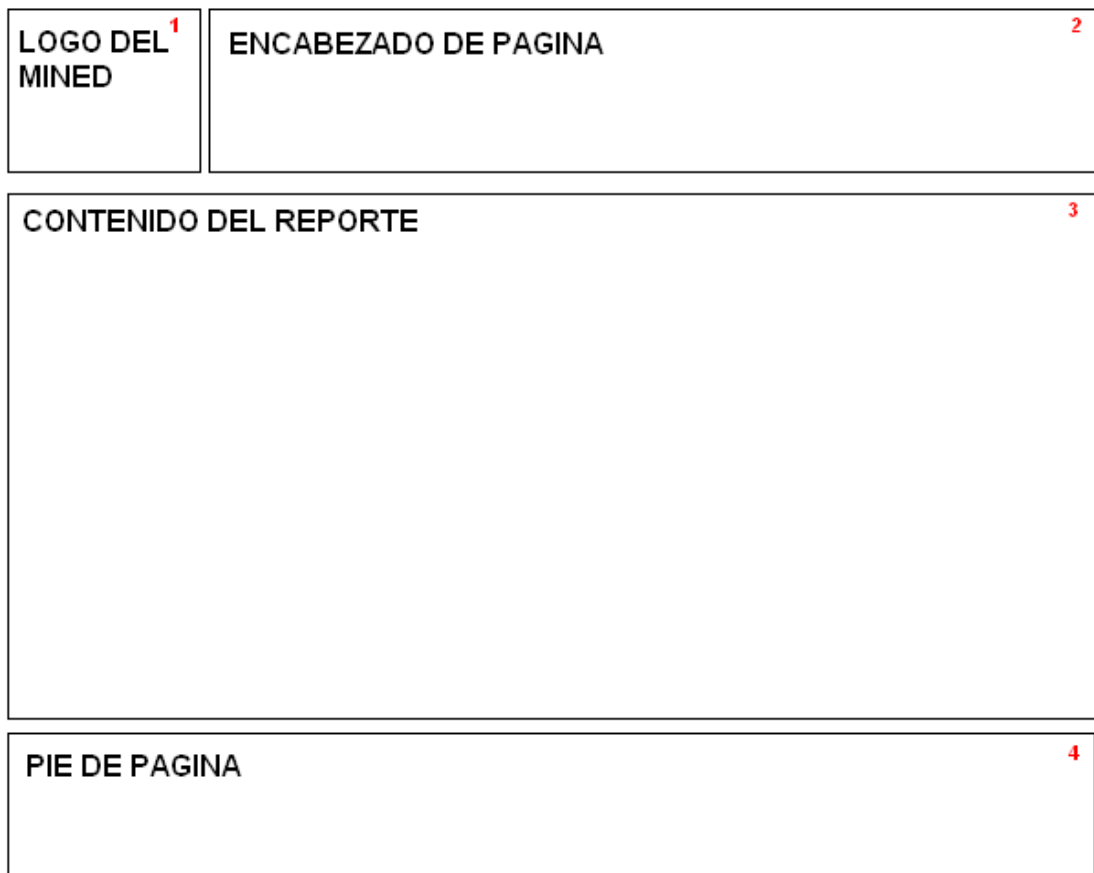 LOGO DEL 1
MINED
ENCABEZADO DE PAGINA 2
CONTENIDO DEL REPORTE 3
PIE DE PAGINA 4